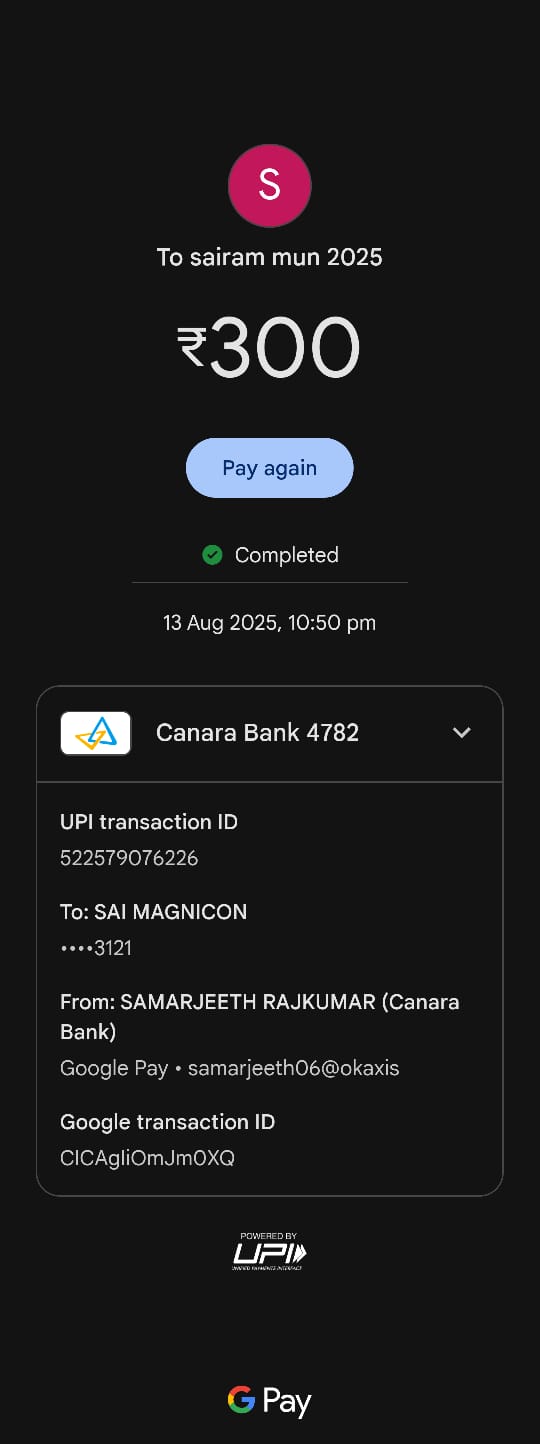 S
To sairam mun 2025
₹300
Pay again
Completed
13 Aug 2025, 10:50 pm
Canara Bank 4782
UPI transaction ID
522579076226
To: SAI MAGNICON
••••3121
From: SAMARJEETH RAJKUMAR (Canara
Bank)
Google Pay • samarjeeth06@okaxis
Google transaction ID
CICAgIiOmJm0XQ
POWERED BY
UPI
UNIFIED PAYMENTS INTERFACE
G Pay